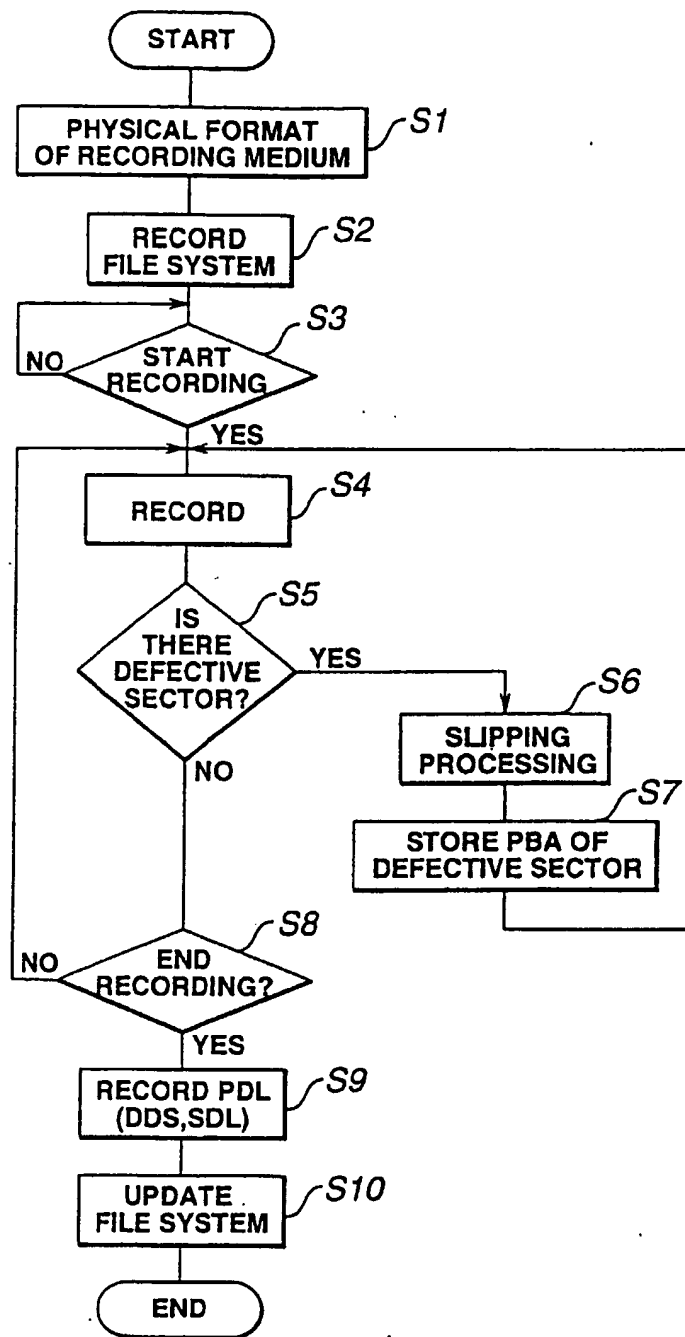 START
PHYSICAL FORMAT
OF RECORDING MEDIUM
S1
RECORD
FILE SYSTEM
S2
START
RECORDING
S3
NO
YES
RECORD
S4
IS
THERE
DEFECTIVE
SECTOR?
S5
YES
NO
SLIPPING
PROCESSING
S6
STORE PBA OF
DEFECTIVE SECTOR
S7
END
RECORDING?
S8
NO
YES
RECORD PDL
(DDS,SDL)
S9
UPDATE
FILE SYSTEM
S10
END